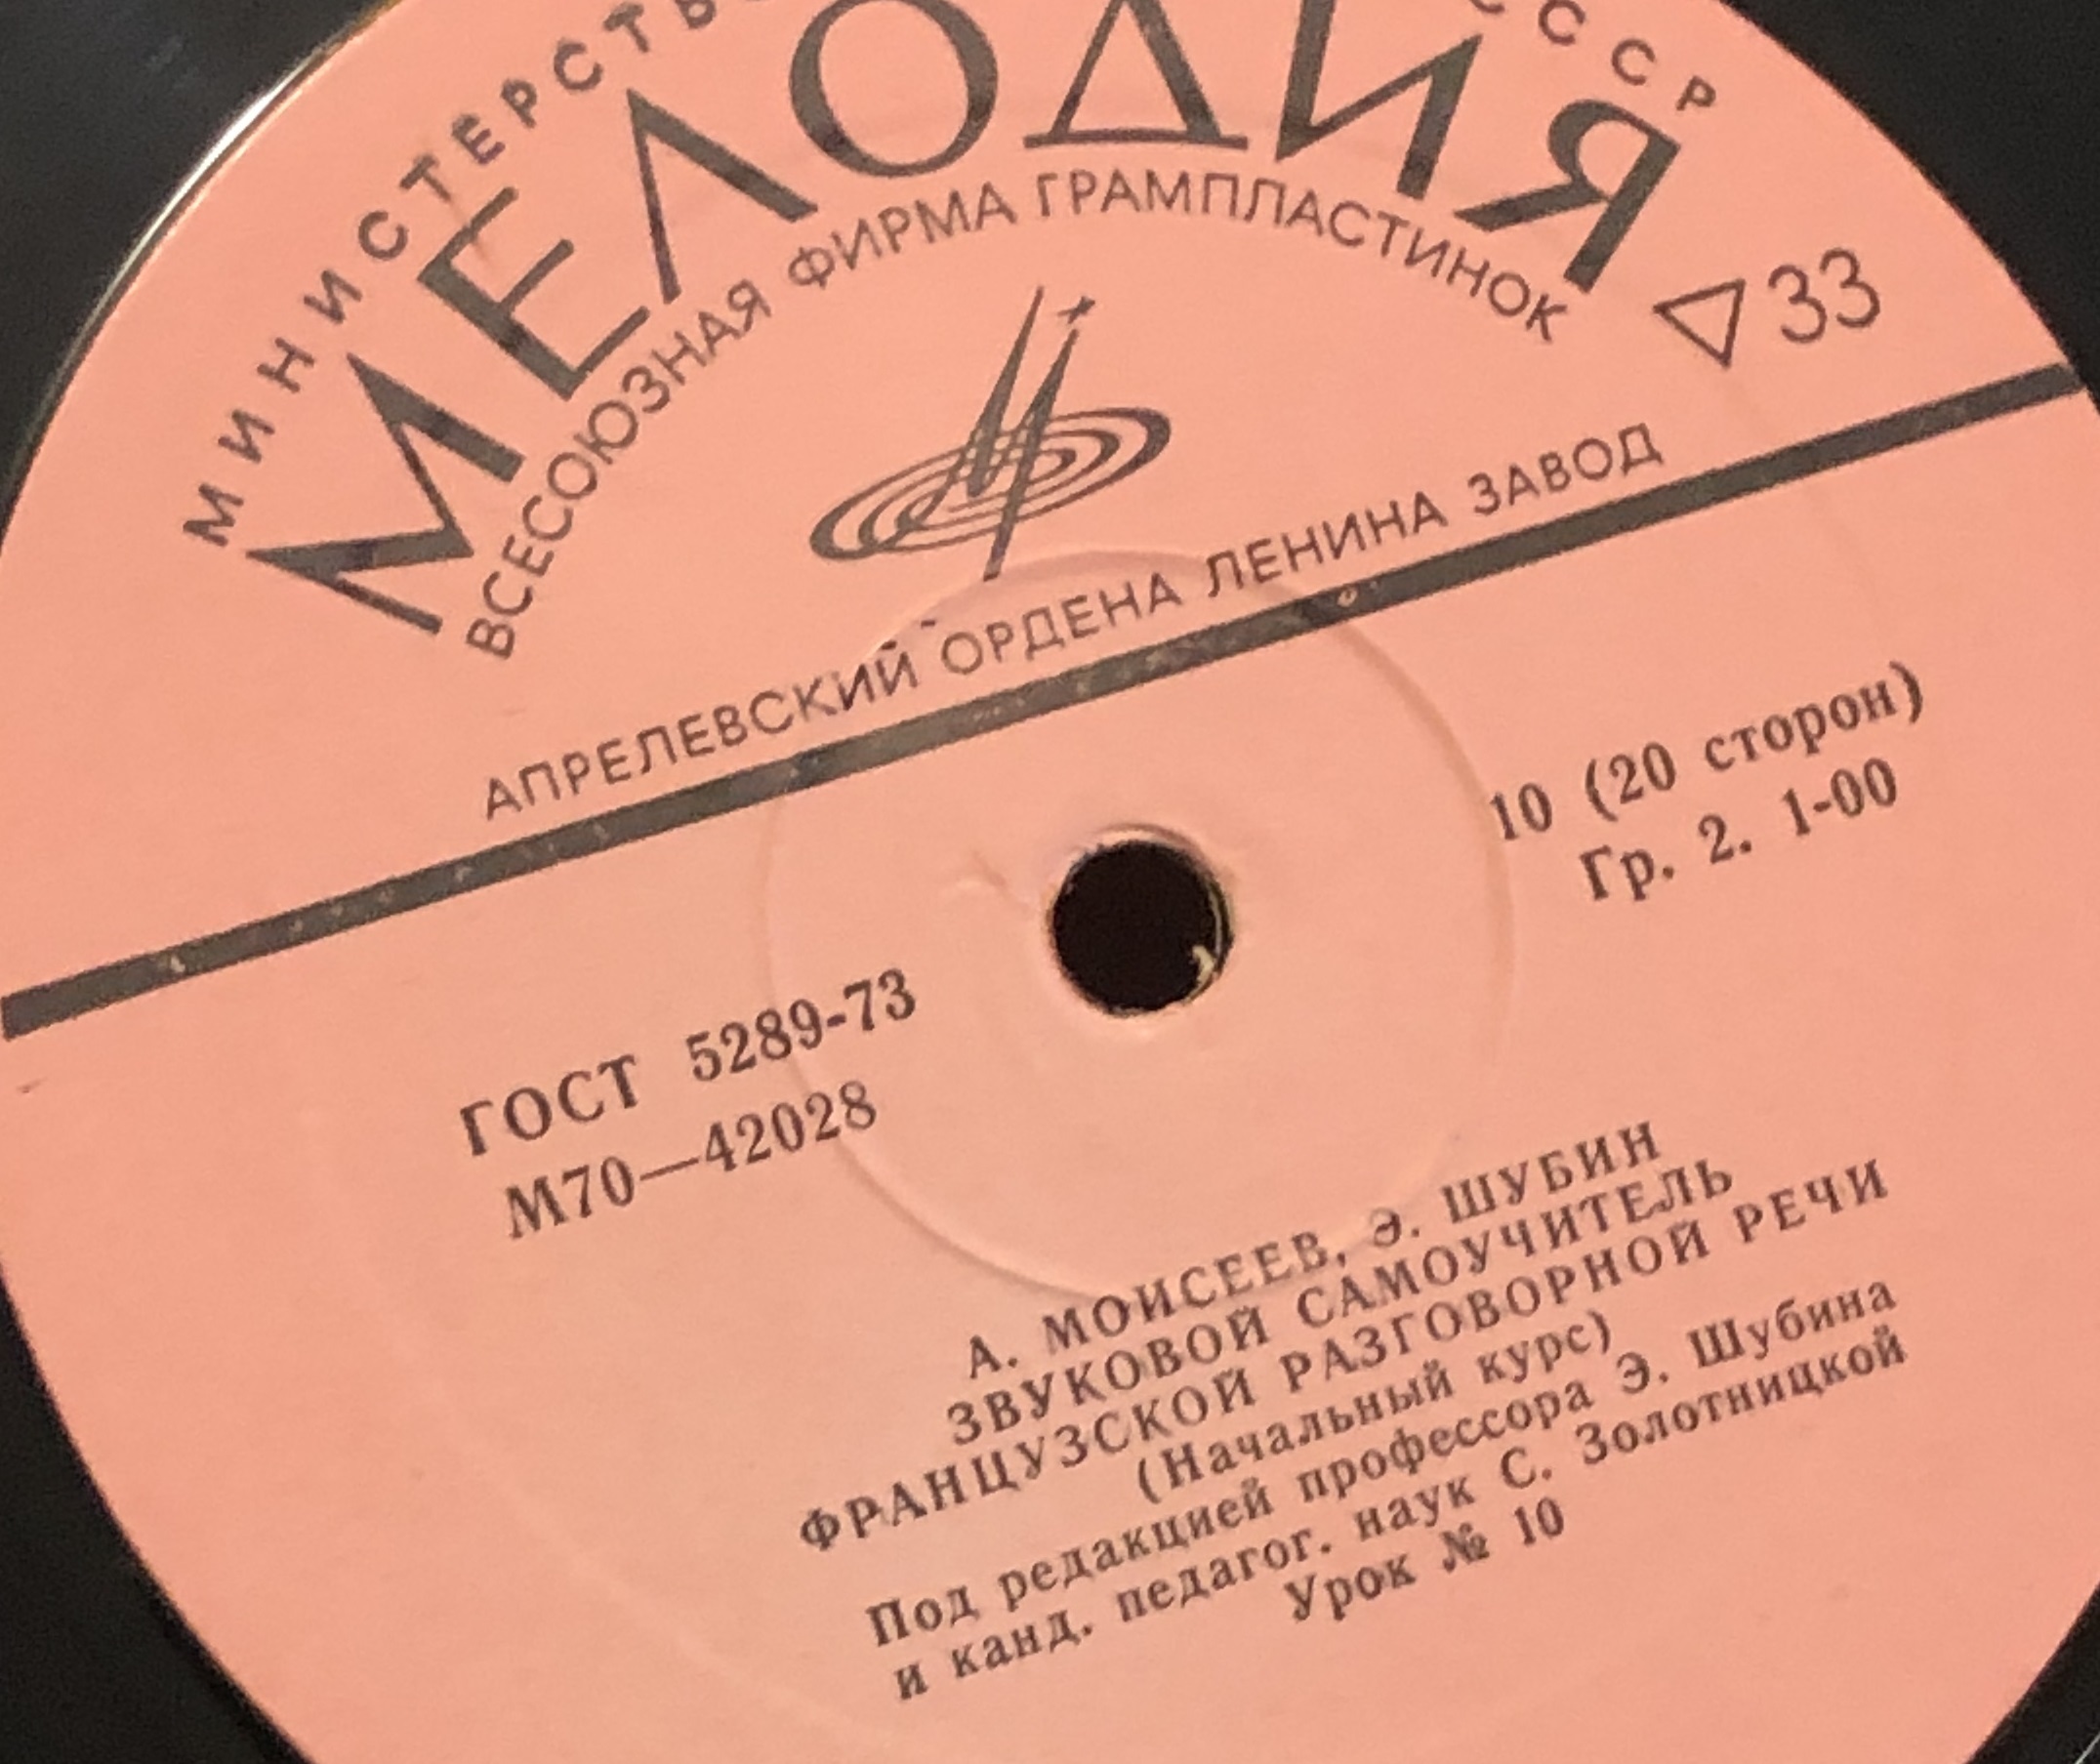 МИНИСТЕРСТВ
СССР
МЕЛОДИЯ
ВСЕСОЮЗНАЯ ФИРМА ГРАМПЛАСТИНОК
▽33
АПРЕЛЕВСКИЙ ОРДЕНА ЛЕНИНА ЗАВОД
10 (20 сторон)
Гр. 2. 1-00
ГОСТ 5289-73
М70—42028
А. МОИСЕЕВ, Э. ШУБИН
ЗВУКОВОЙ САМОУЧИТЕЛЬ
ФРАНЦУЗСКОЙ РАЗГОВОРНОЙ РЕЧИ
(Начальный курс)
Под редакцией профессора Э. Шубина
и канд. педагог. наук С. Золотницкой
Урок № 10